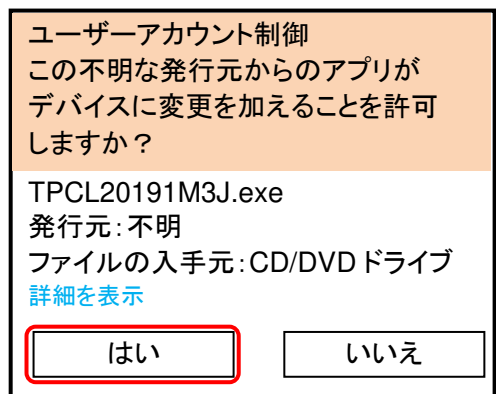 ユーザーアカウント制御
この不明な発行元からのアプリが
デバイスに変更を加えることを許可
しますか？
TPCL20191M3J.exe
発行元:不明
ファイルの入手元:CD/DVDドライブ
詳細を表示
はい
いいえ